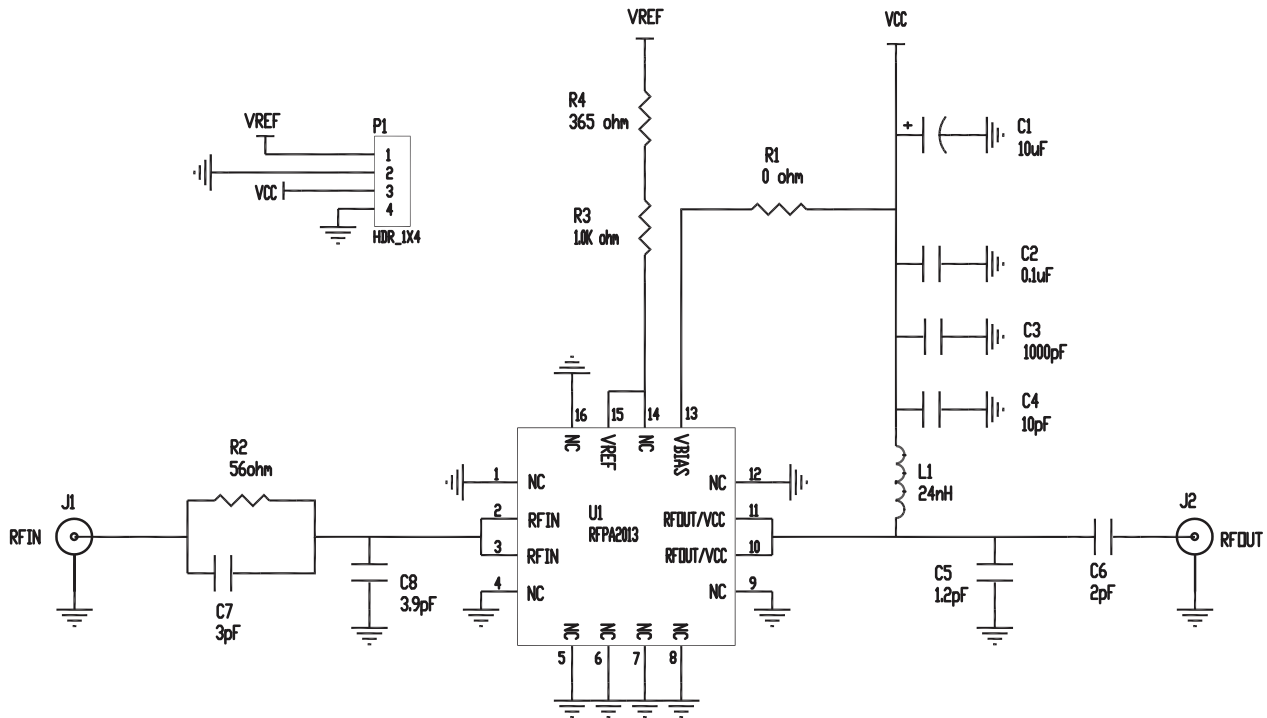 VREF
VCC
R4
365 ohm
+
C1
10uF
VREF
P1
1
2
VCC
3
4
HDR_1X4
R1
0 ohm
R3
1.0K ohm
C2
0.1uF
C3
1000pF
C4
10pF
16
15
14
13
NC
VREF
NC
VBIAS
R2
56ohm
L1
24nH
1
NC
NC
12
J1
RFIN
2
RFIN
U1
RFPA2013
RFOUT/VCC
11
J2
RFOUT
3
RFIN
RFOUT/VCC
10
C7
3pF
C8
3.9pF
4
NC
NC
9
C5
1.2pF
C6
2pF
NC
NC
NC
NC
5
6
7
8